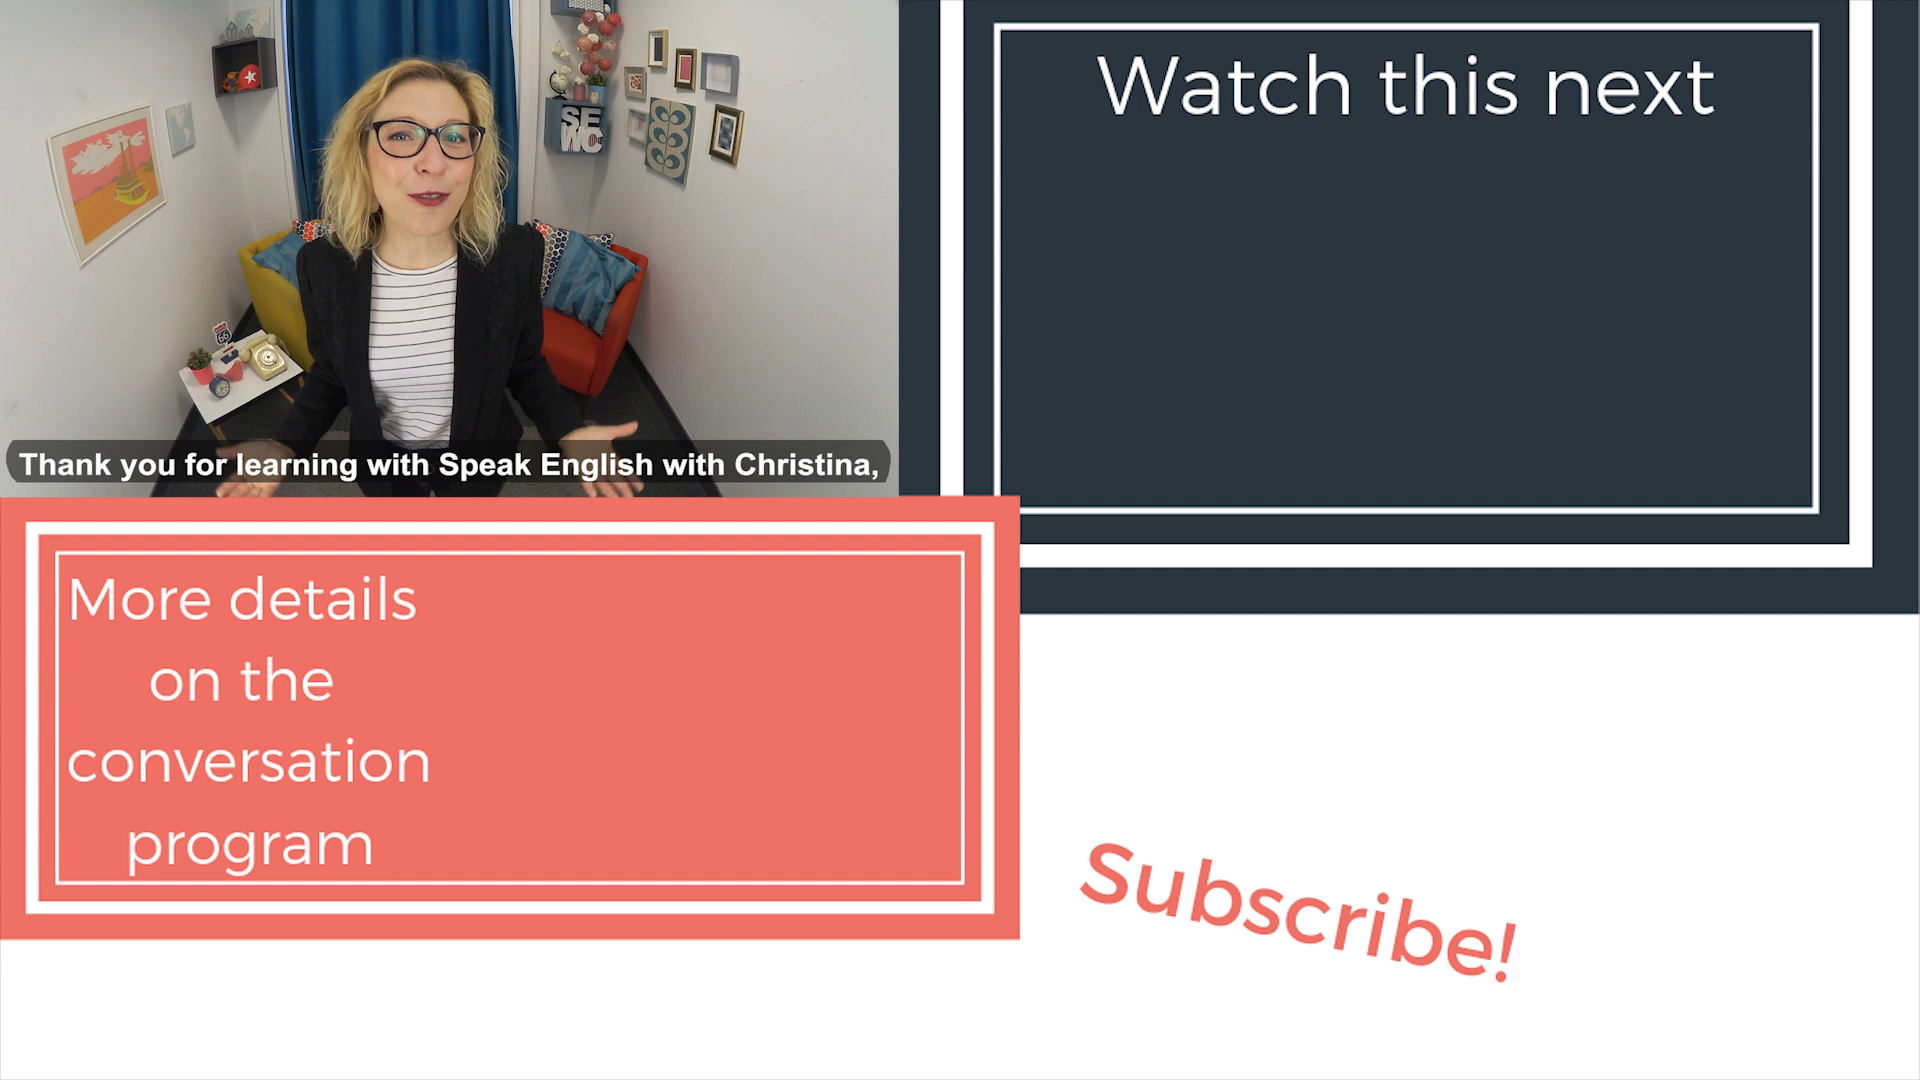 SE
WC
66
Thank you for learning with Speak English with Christina,
Watch this next
More details
on the
conversation
program
Subscribe!